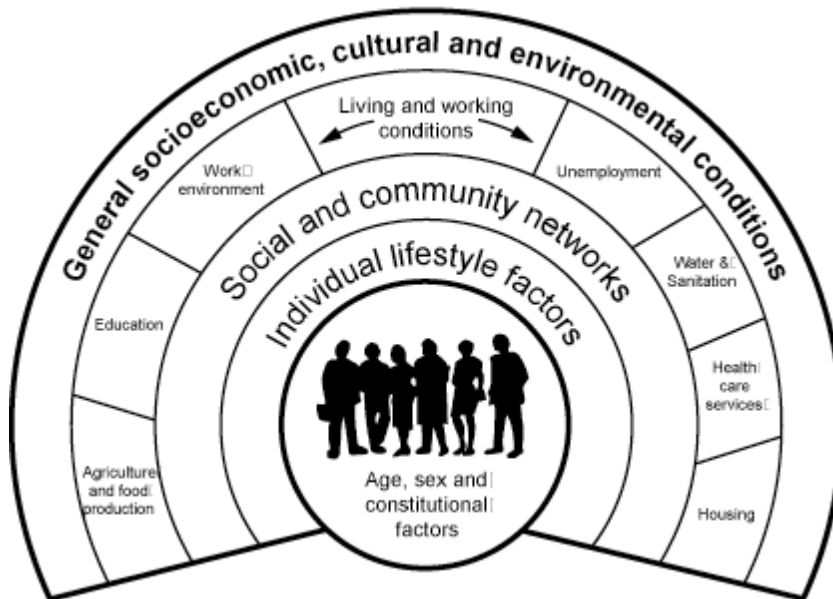 General socioeconomic, cultural and environmental conditions
Living and working
conditions
Work
environment
Unemployment
Social and community networks
Water &
Sanitation
Individual lifestyle factors
Education
Health
care
services
Agriculture
and food
production
Age, sex and
constitutional
factors
Housing